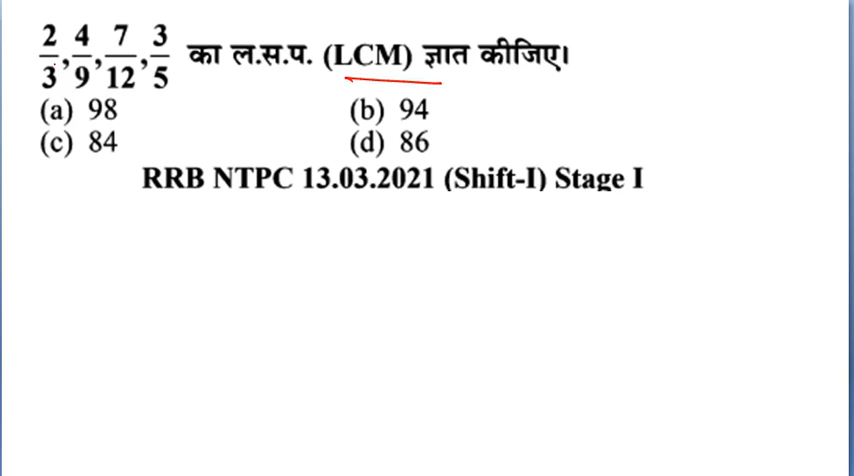 2/3, 4/9, 7/12, 3/5 का ल.स.प. (LCM) ज्ञात कीजिए।
(a) 98 (b) 94
(c) 84 (d) 86
RRB NTPC 13.03.2021 (Shift-I) Stage I